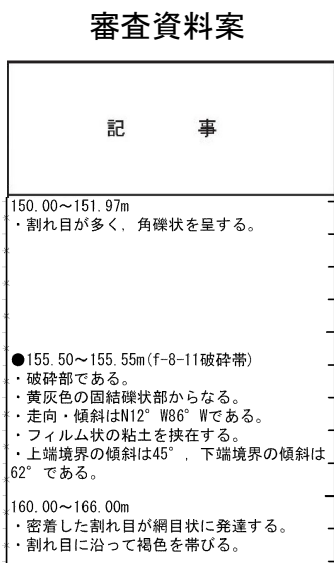 審査資料案
記 事
150.00～151.97m
・割れ目が多く，角礫状を呈する。
●155.50～155.55m(f-8-11破砕帯)
・破砕部である。
・黄灰色の固結礫状部からなる。
・走向・傾斜はN12°W86°Wである。
・フィルム状の粘土を挟在する。
・上端境界の傾斜は45°，下端境界の傾斜は
62°である。
160.00～166.00m
・密着した割れ目が網目状に発達する。
・割れ目に沿って褐色を帯びる。